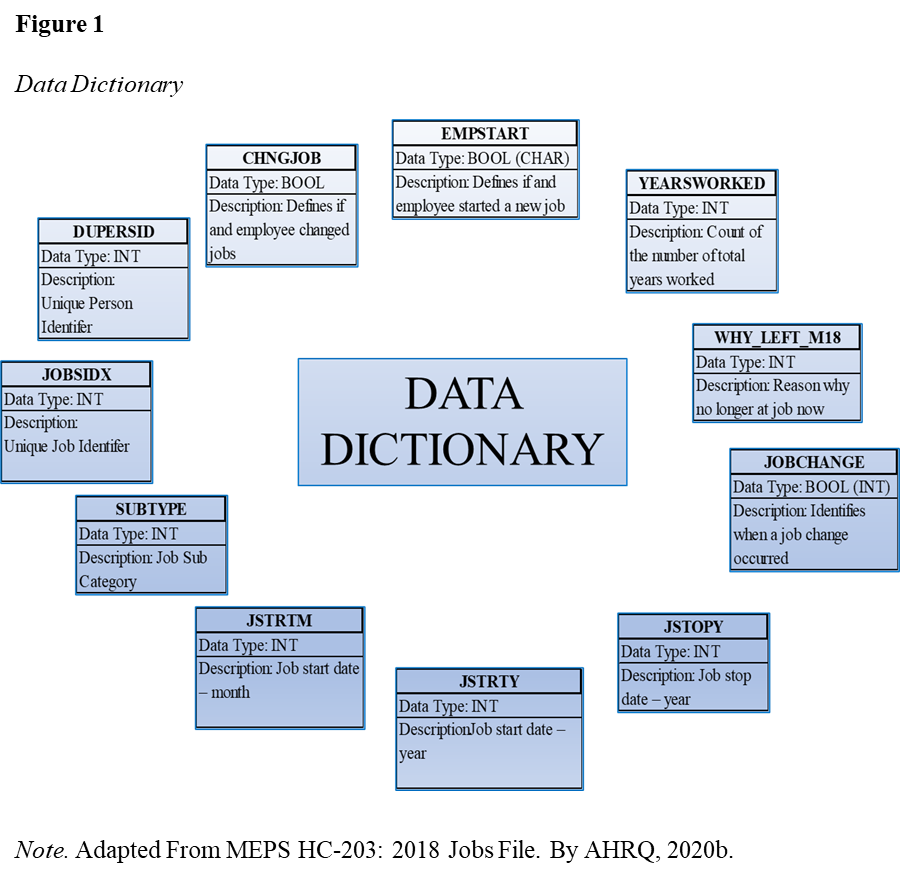 Figure 1
Data Dictionary
EMPSTART
Data Type: BOOL (CHAR)
Description: Defines if and
employee started a new job
CHNGJOB
Data Type: BOOL
Description: Defines if
and employee changed
jobs
YEARSWORKED
Data Type: INT
Description: Count of
the number of total
years worked
DUPERSID
Data Type: INT
Description:
Unique Person
Identifer
WHY_LEFT_M18
Data Type: INT
Description: Reason why
no longer at job now
JOBSIDX
Data Type: INT
Description:
Unique Job Identifer
DATA
DICTIONARY
JOBCHANGE
Data Type: BOOL (INT)
Description: Identifies
when a job change
occurred
SUBTYPE
Data Type: INT
Description: Job Sub
Category
JSTRTM
Data Type: INT
Description: Job start date
– month
JSTRTY
Data Type: INT
DescriptionJob start date –
year
JSTOPY
Data Type: INT
Description: Job stop
date – year
Note. Adapted From MEPS HC-203: 2018 Jobs File. By AHRQ, 2020b.